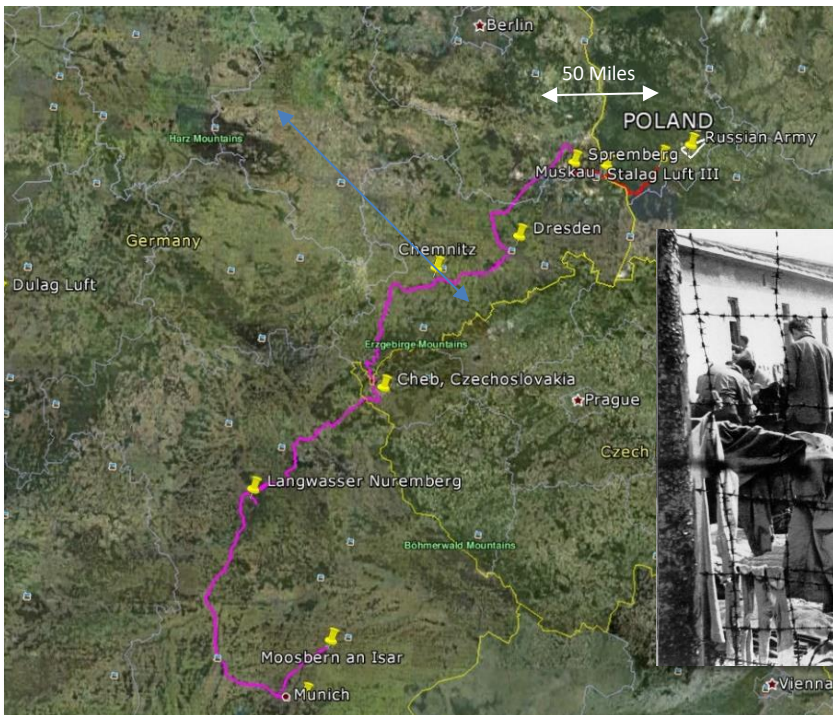 Berlin
50 Miles
POLAND
Russian Army
Harz Mountains
Spremberg
Muskau
Stalag Luft III
Dresden
Germany
Chemnitz
Dulag Luft
Erzgebirge Mountains
Cheb, Czechoslovakia
Prague
Czech
Langwasser Nuremberg
Böhmerwald Mountains
Moosbern an Isar
Munich
Vienna